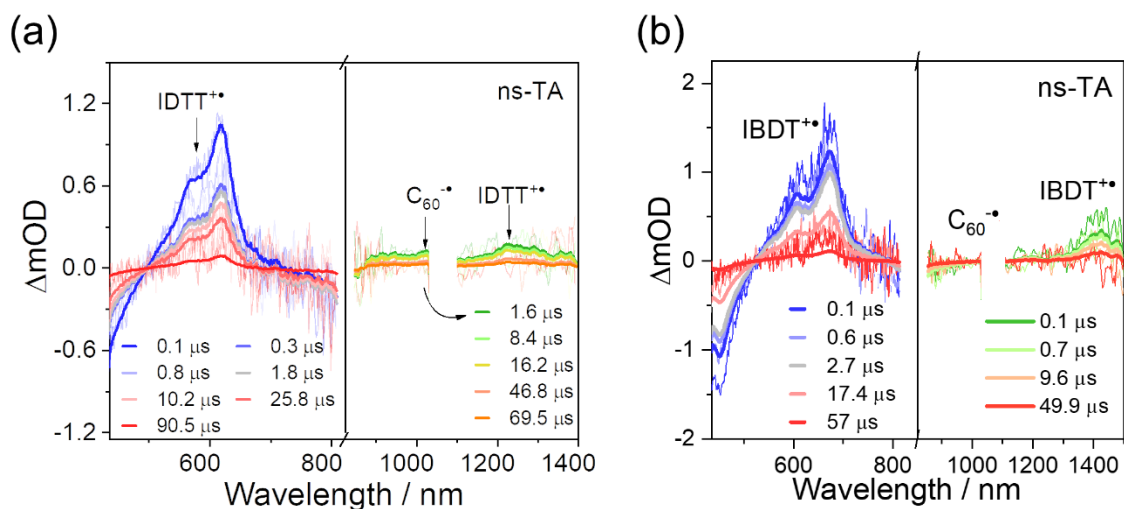 (a)
ΔmOD
1.2
0.6
0.0
-0.6
-1.2
IDTT+•
ns-TA
C60-•
IDTT+•
0.1 μs
0.3 μs
0.8 μs
1.8 μs
10.2 μs
25.8 μs
90.5 μs
1.6 μs
8.4 μs
16.2 μs
46.8 μs
69.5 μs
600
800
1000
1200
1400
Wavelength / nm
(b)
ΔmOD
2
1
0
-1
-2
IBDT+•
ns-TA
C60-•
IBDT+•
0.1 μs
0.6 μs
2.7 μs
17.4 μs
57 μs
0.1 μs
0.7 μs
9.6 μs
49.9 μs
600
800
1000
1200
1400
Wavelength / nm